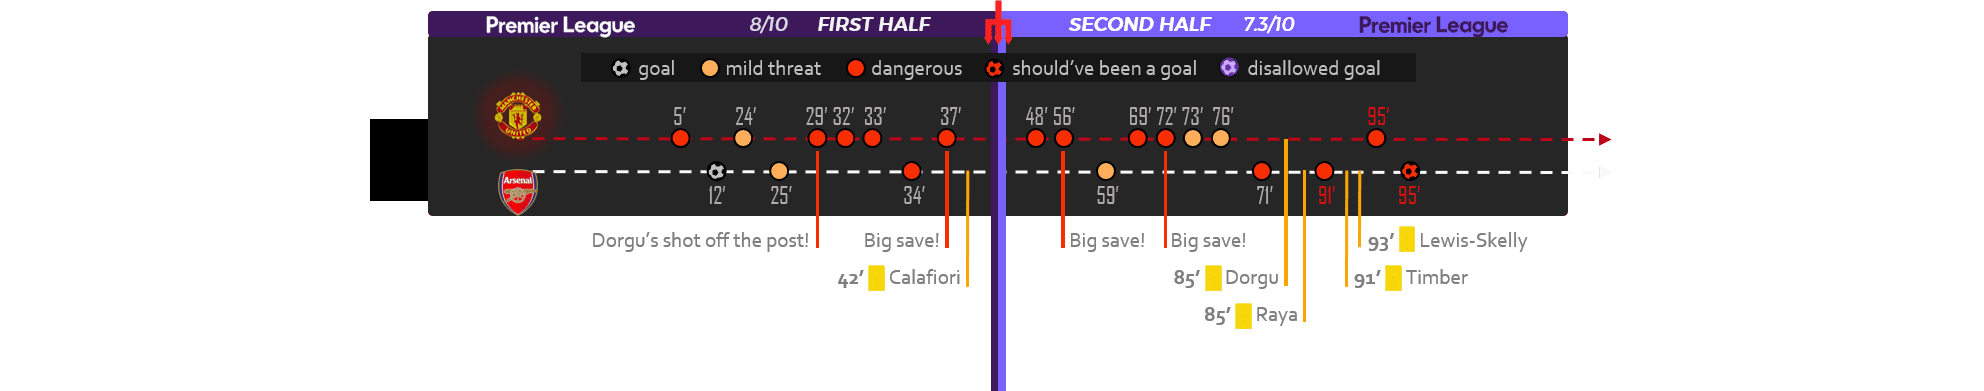 Premier League 8/10 FIRST HALF SECOND HALF 7.3/10 Premier League
goal mild threat dangerous should've been a goal disallowed goal
MANCHESTER
UNITED
5' 24' 29' 32' 33' 37' 48' 56' 69' 72' 73' 76' 95'
Arsenal
12' 25' 34' 59' 71' 91' 95'
Dorgu's shot off the post! Big save! Big save! Big save! 93' Lewis-Skelly
42' Calafiori 85' Dorgu 91' Timber
85' Raya